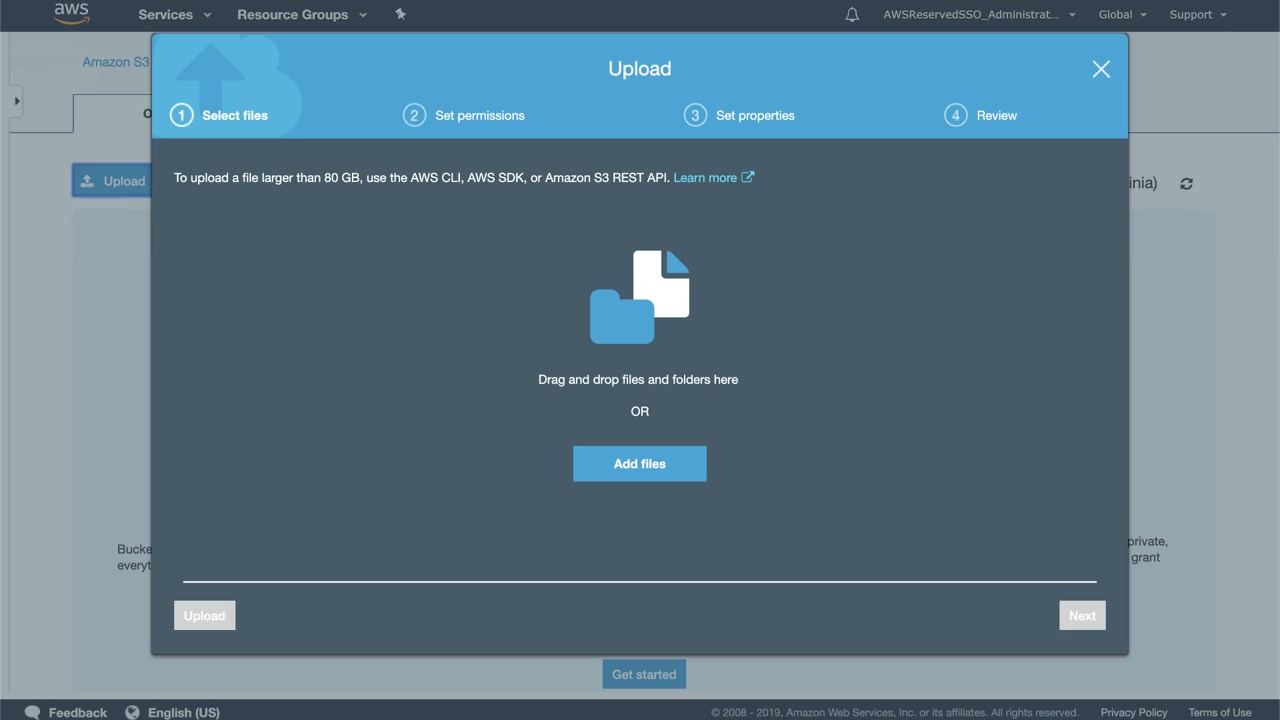 aws
Services
Resource Groups
AWSReservedSSO_Administrat...
Global
Support
Amazon S3
Upload
1 Select files
2 Set permissions
3 Set properties
4 Review
O
Upload
To upload a file larger than 80 GB, use the AWS CLI, AWS SDK, or Amazon S3 REST API. Learn more
inia)
Drag and drop files and folders here
OR
Add files
Bucke
everyt
private,
grant
Upload
Next
Get started
Feedback
English (US)
© 2008 - 2019, Amazon Web Services, Inc. or its affiliates. All rights reserved.
Privacy Policy
Terms of Use